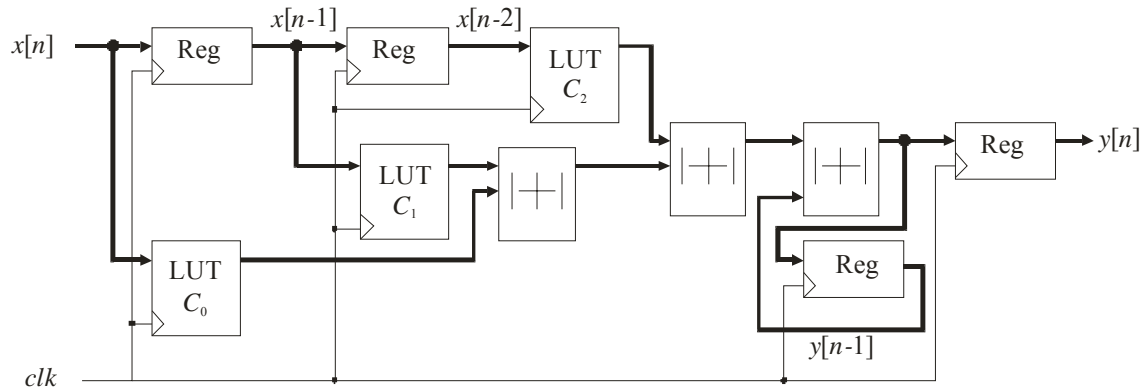 x[n]
Reg
x[n-1]
Reg
x[n-2]
LUT
C₂
LUT
C₁
|+|
|+|
|+|
Reg
y[n]
LUT
C₀
Reg
y[n-1]
clk